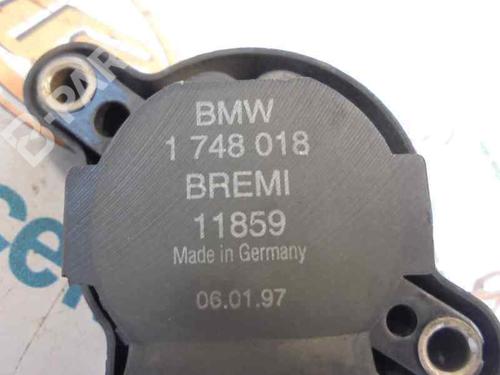 BMW
1 748 018
BREMI
11859
Made in Germany
06.01.97